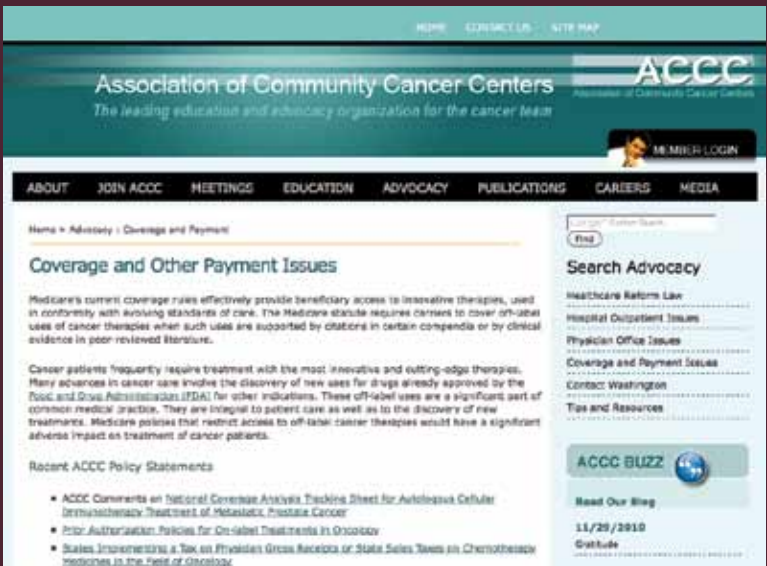 HOME CONTACT US SITE MAP
Association of Community Cancer Centers
The leading education and advocacy organization for the cancer team
ACCC
Association of Community Cancer Centers
MEMBER LOGIN
ABOUT JOIN ACCC MEETINGS EDUCATION ADVOCACY PUBLICATIONS CAREERS MEDIA
Home > Advocacy > Coverage and Payment
Find
Coverage and Other Payment Issues
Medicare's current coverage rules effectively provide beneficiary access to innovative therapies, used
in conformity with evolving standards of care. The Medicare statute requires carriers to cover off-label
uses of cancer therapies when such uses are supported by citations in certain compendia or by clinical
evidence in peer reviewed literature.
Cancer patients frequently require treatment with the most innovative and cutting-edge therapies.
Many advances in cancer care involve the discovery of new uses for drugs already approved by the
Food and Drug Administration (FDA) for other indications. These off-label uses are a significant part of
common medical practice. They are integral to patient care as well as to the discovery of new
treatments. Medicare policies that restrict access to off-label cancer therapies would have a significant
adverse impact on treatment of cancer patients.
Recent ACCC Policy Statements
ACCC Comments on National Coverage Analysis Tracking Sheet for Autologous Cellular
Immunotherapy Treatment of Metastatic Prostate Cancer
Prior Authorization Policies for On-label Treatments in Oncology
States Implementing a Tax on Physician Gross Receipts or State Sales Taxes on Chemotherapy
Medicines in the Field of Oncology
Search Advocacy
Healthcare Reform Law
Hospital Outpatient Issues
Physician Office Issues
Coverage and Payment Issues
Contact Washington
Tips and Resources
ACCC BUZZ
Read Our Blog
11/29/2010
Gratitude